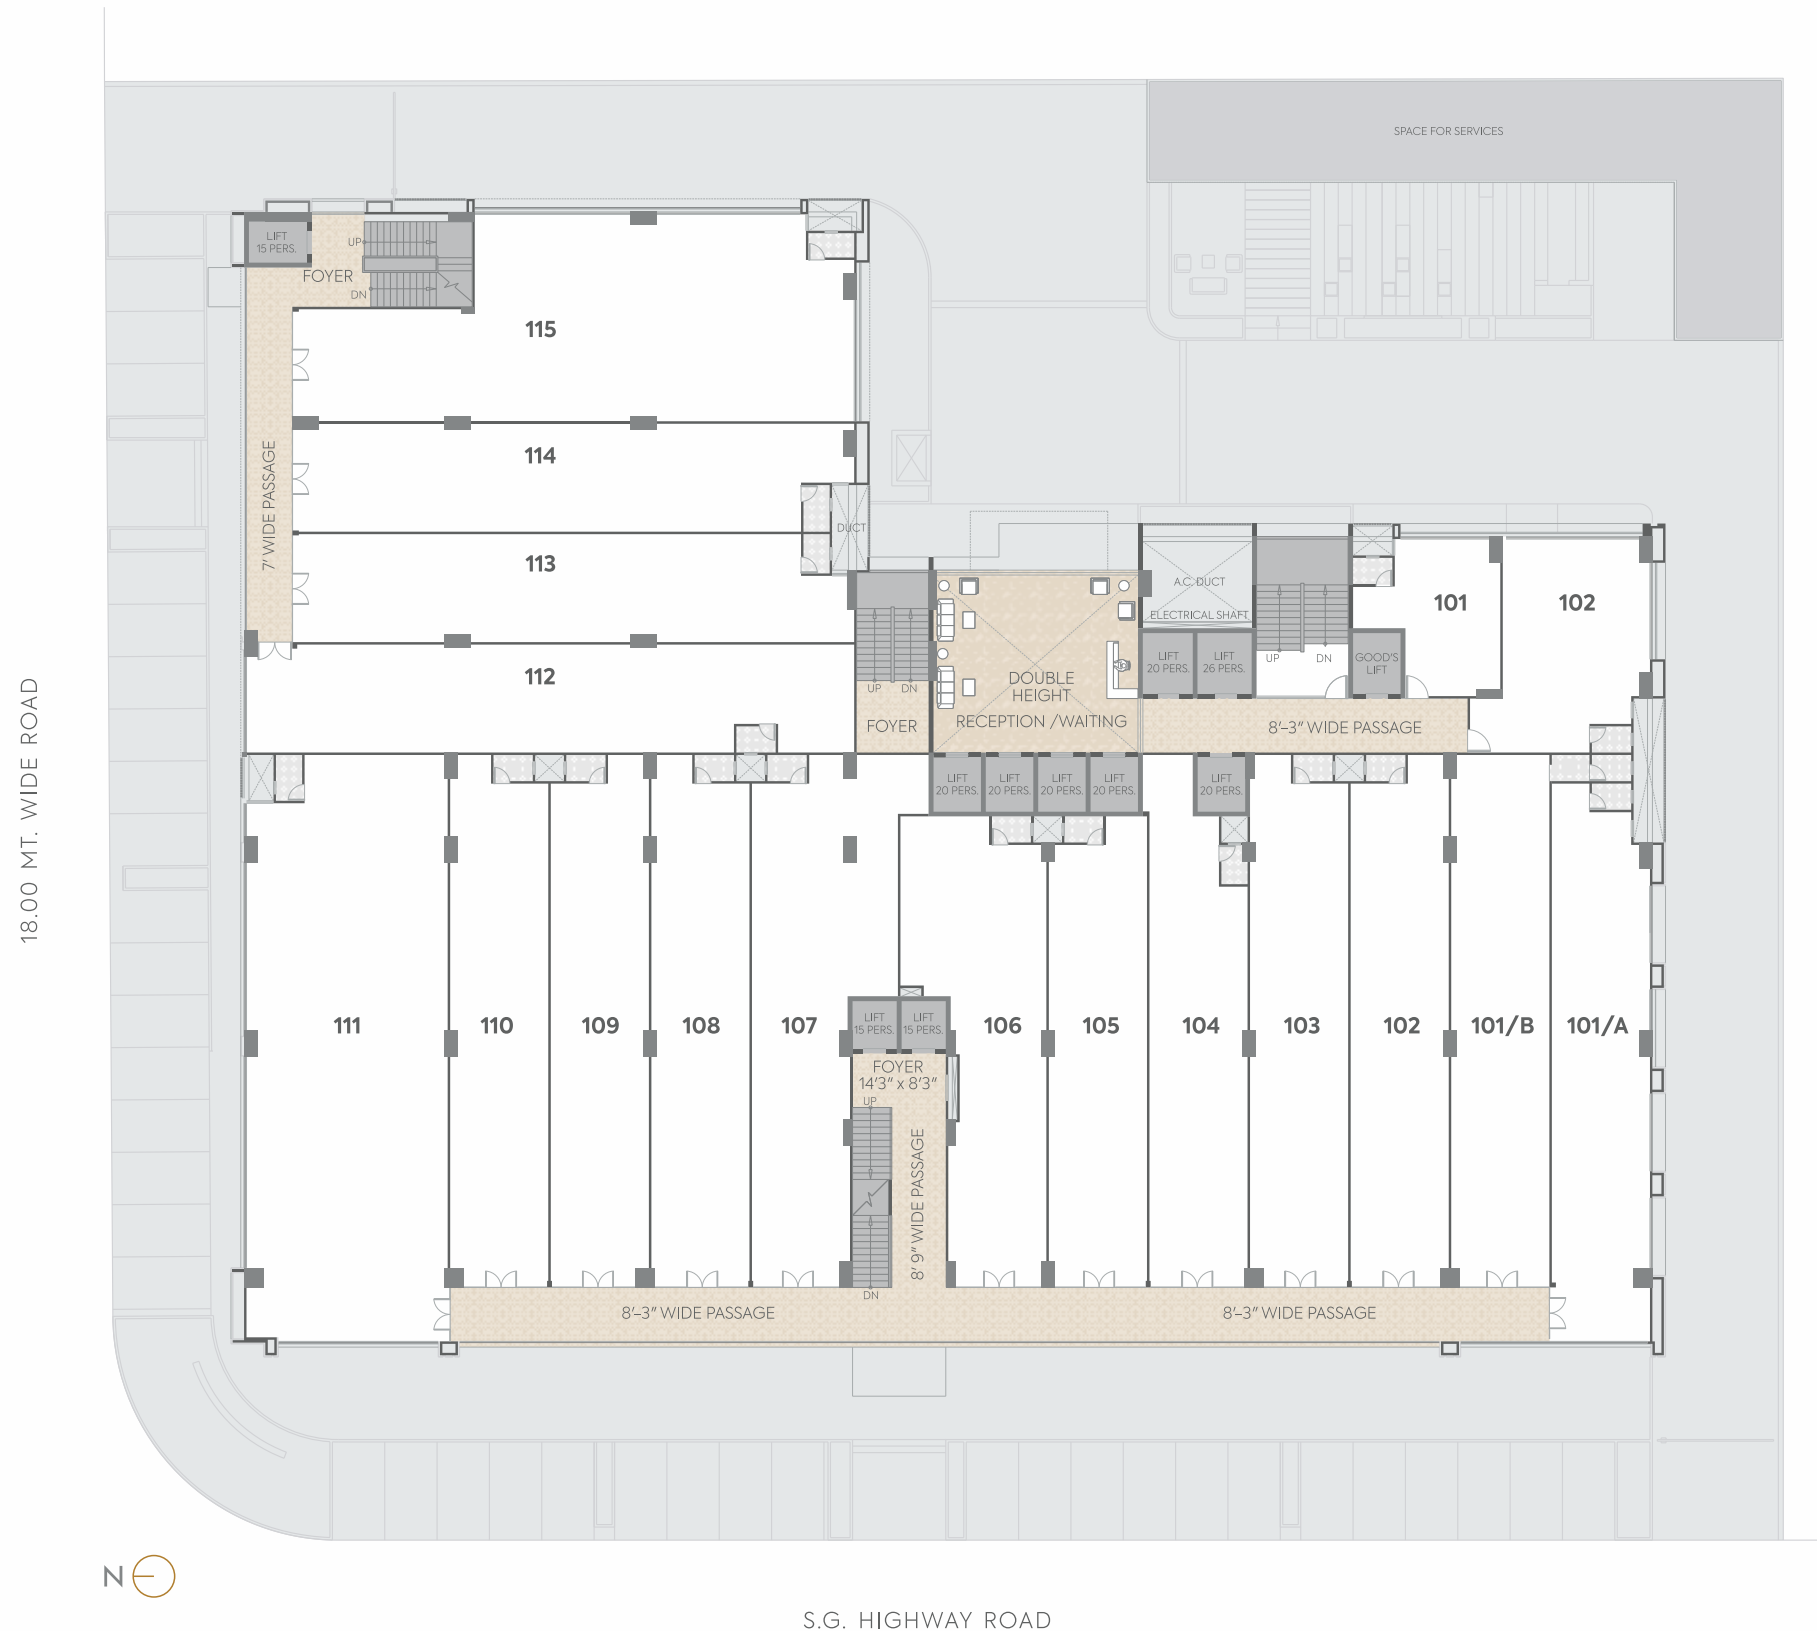 SPACE FOR SERVICES
LIFT
15 PERS.
UP
FOYER
DN
115
7' WIDE PASSAGE
114
DUCT
113
112
UP DN
FOYER
DOUBLE
HEIGHT
RECEPTION /WAITING
A.C. DUCT
ELECTRICAL SHAFT
LIFT
20 PERS.
LIFT
26 PERS.
UP DN
GOOD'S
LIFT
101
102
8'–3" WIDE PASSAGE
LIFT
20 PERS.
LIFT
20 PERS.
LIFT
20 PERS.
LIFT
20 PERS.
LIFT
20 PERS.
18.00 MT. WIDE ROAD
111
110
109
108
107
LIFT
15 PERS.
LIFT
15 PERS.
106
105
104
103
102
101/B
101/A
FOYER
14'3" x 8'3"
UP
8' 9" WIDE PASSAGE
DN
8'–3" WIDE PASSAGE
8'–3" WIDE PASSAGE
N
S.G. HIGHWAY ROAD